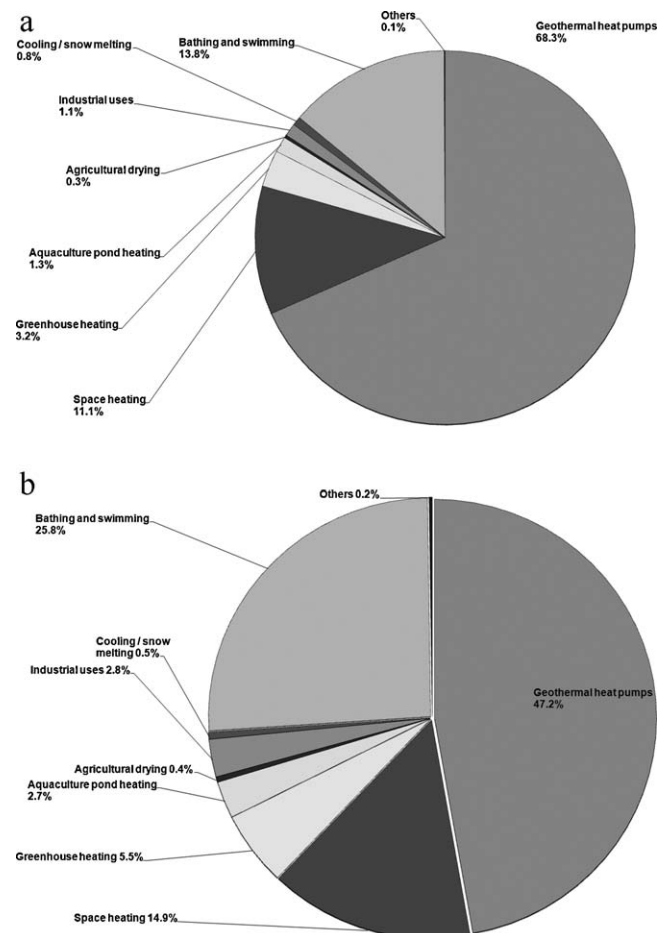 a
Others
0.1%
Geothermal heat pumps
68.3%
Bathing and swimming
13.8%
Cooling / snow melting
0.8%
Industrial uses
1.1%
Agricultural drying
0.3%
Aquaculture pond heating
1.3%
Greenhouse heating
3.2%
Space heating
11.1%
b
Others 0.2%
Bathing and swimming
25.8%
Cooling / snow
melting 0.5%
Industrial uses 2.8%
Geothermal heat pumps
47.2%
Agricultural drying 0.4%
Aquaculture pond heating
2.7%
Greenhouse heating 5.5%
Space heating 14.9%